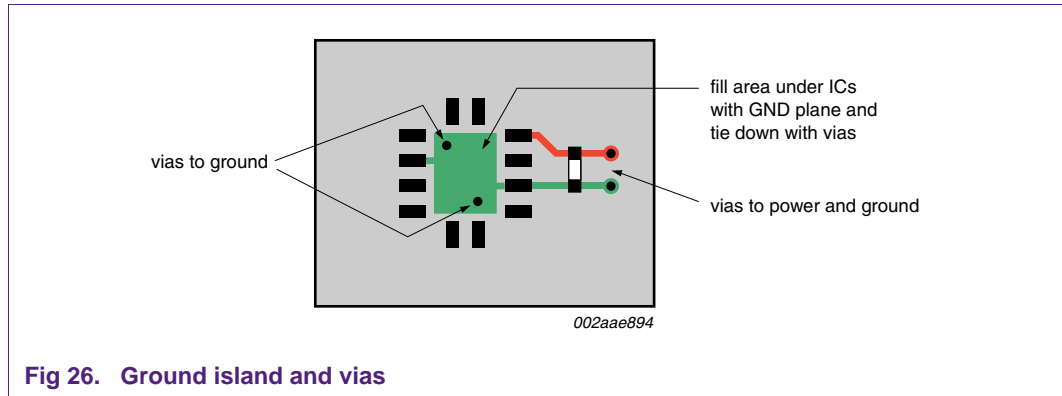 fill area under ICs
with GND plane and
tie down with vias
vias to ground
vias to power and ground
002aae894
Fig 26. Ground island and vias